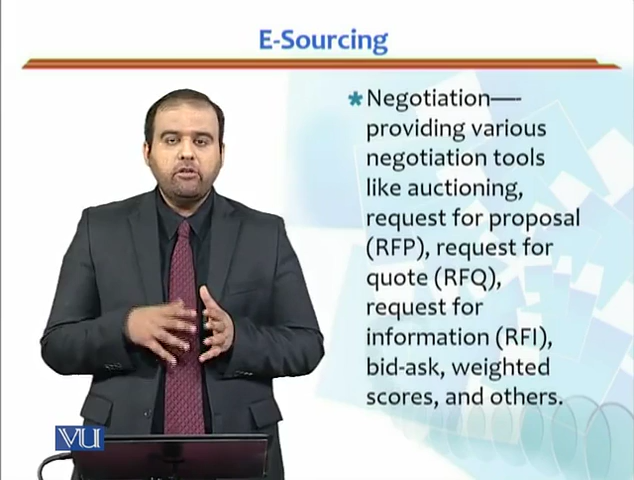 E-Sourcing
* Negotiation—-
providing various
negotiation tools
like auctioning,
request for proposal
(RFP), request for
quote (RFQ),
request for
information (RFI),
bid-ask, weighted
scores, and others.
VU